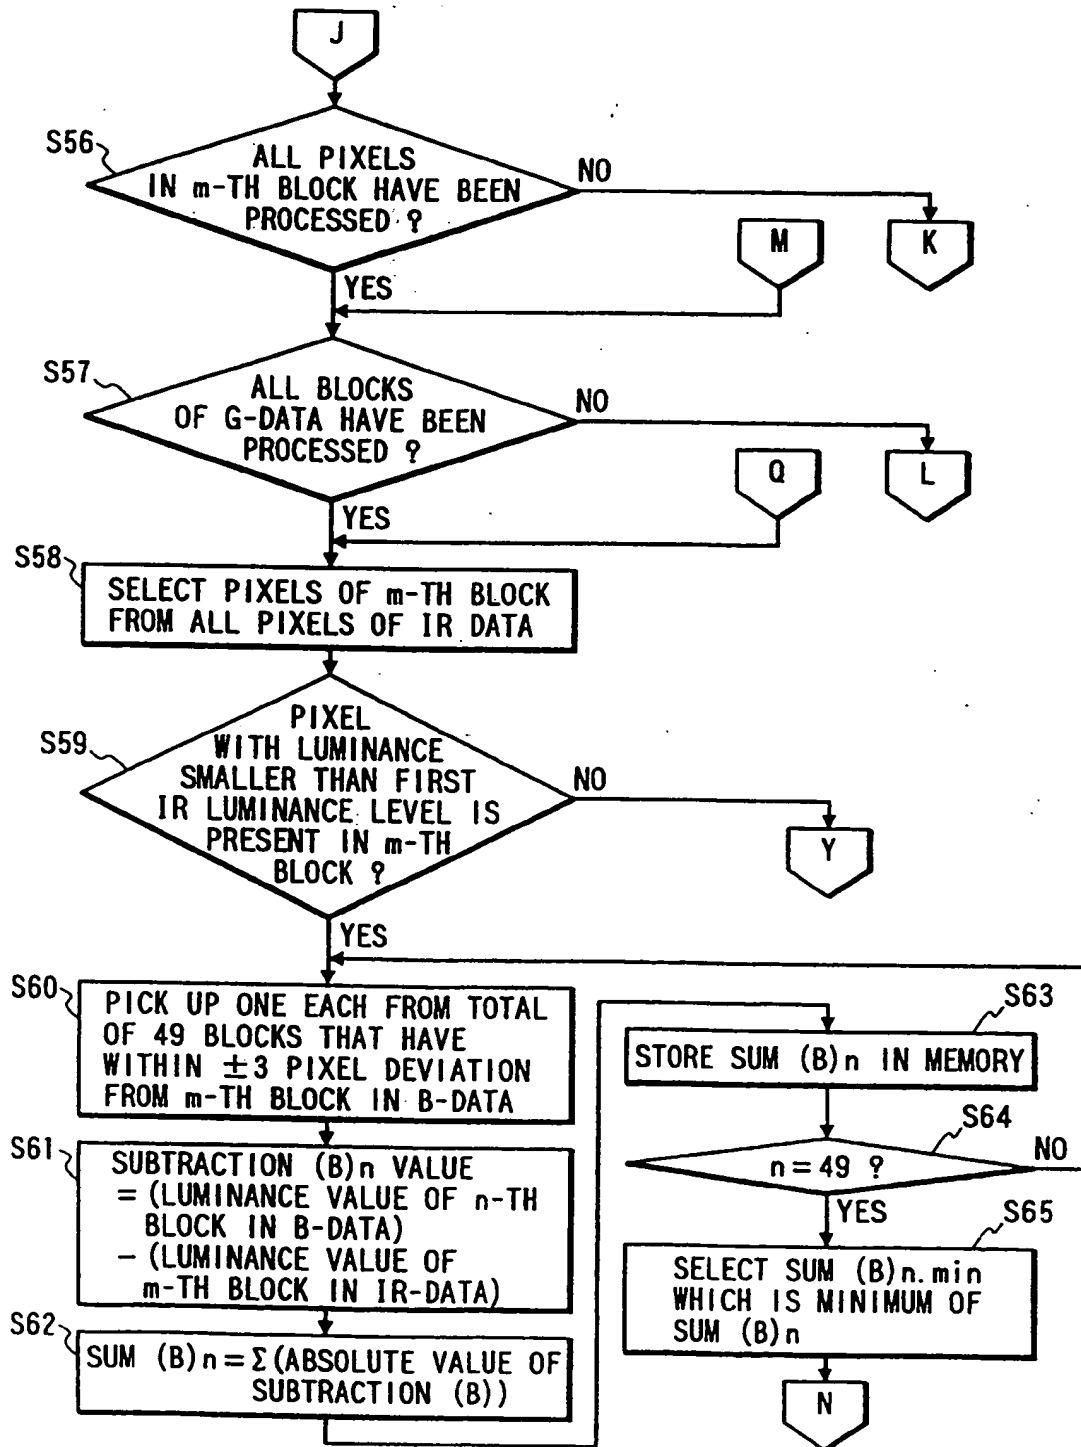 J
S56
ALL PIXELS
IN m-TH BLOCK HAVE BEEN
PROCESSED ?
NO
K
M
YES
S57
ALL BLOCKS
OF G-DATA HAVE BEEN
PROCESSED ?
NO
L
Q
YES
S58
SELECT PIXELS OF m-TH BLOCK
FROM ALL PIXELS OF IR DATA
S59
PIXEL
WITH LUMINANCE
SMALLER THAN FIRST
IR LUMINANCE LEVEL IS
PRESENT IN m-TH
BLOCK ?
NO
Y
YES
S60
PICK UP ONE EACH FROM TOTAL
OF 49 BLOCKS THAT HAVE
WITHIN ±3 PIXEL DEVIATION
FROM m-TH BLOCK IN B-DATA
S61
SUBTRACTION (B)n VALUE
= (LUMINANCE VALUE OF n-TH
BLOCK IN B-DATA)
- (LUMINANCE VALUE OF
m-TH BLOCK IN IR-DATA)
S62
SUM (B)n = Σ(ABSOLUTE VALUE OF
SUBTRACTION (B))
S63
STORE SUM (B)n IN MEMORY
S64
n = 49 ?
NO
YES
S65
SELECT SUM (B)n.min
WHICH IS MINIMUM OF
SUM (B)n
N